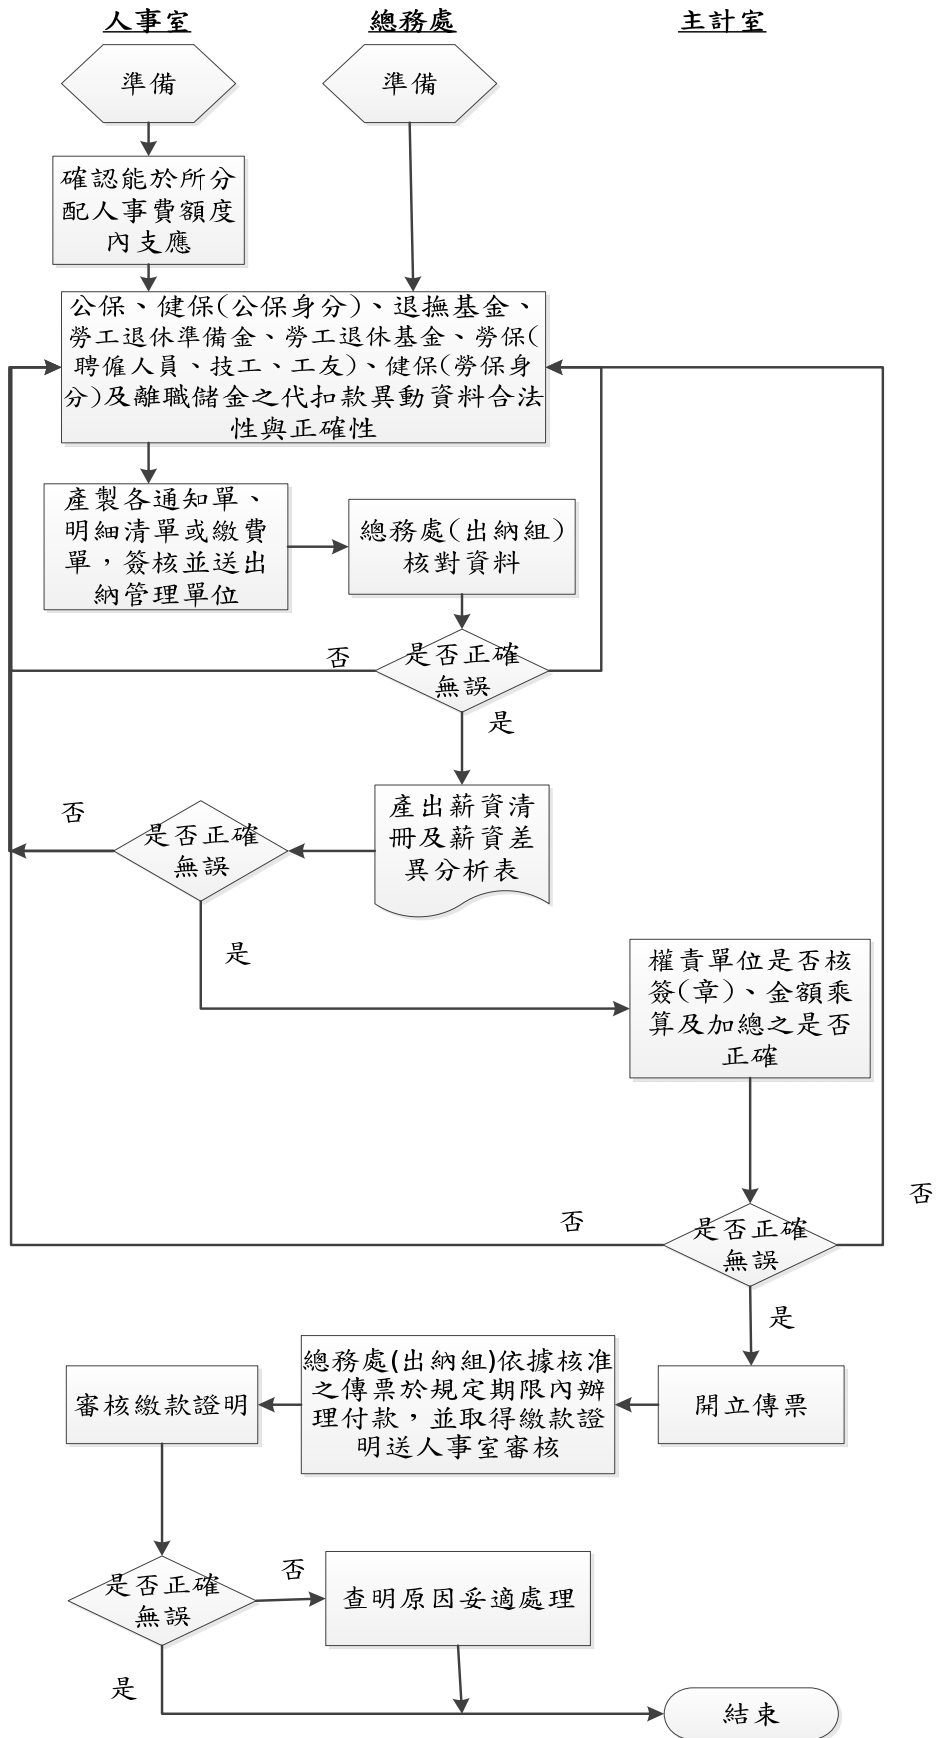 人事室
總務處
主計室
準備
準備
確認能於所分
配人事費額度
內支應
公保、健保(公保身分)、退撫基金、
勞工退休準備金、勞工退休基金、勞保(
聘僱人員、技工、工友)、健保(勞保身
分)及離職儲金之代扣款異動資料合法
性與正確性
產製各通知單、
明細清單或繳費
單，簽核並送出
納管理單位
總務處(出納組)
核對資料
否
是否正確
無誤
是
產出薪資清
冊及薪資差
異分析表
否
是否正確
無誤
是
權責單位是否核
簽(章)、金額乘
算及加總之是否
正確
否
否
是否正確
無誤
是
開立傳票
總務處(出納組)依據核准
之傳票於規定期限內辦
理付款，並取得繳款證
明送人事室審核
審核繳款證明
是否正確
無誤
否
查明原因妥適處理
是
結束